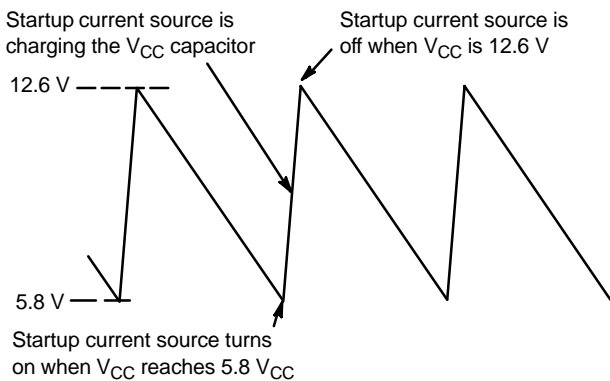 Startup current source is
charging the VCC capacitor
Startup current source is
off when VCC is 12.6 V
12.6 V
5.8 V
Startup current source turns
on when VCC reaches 5.8 VCC